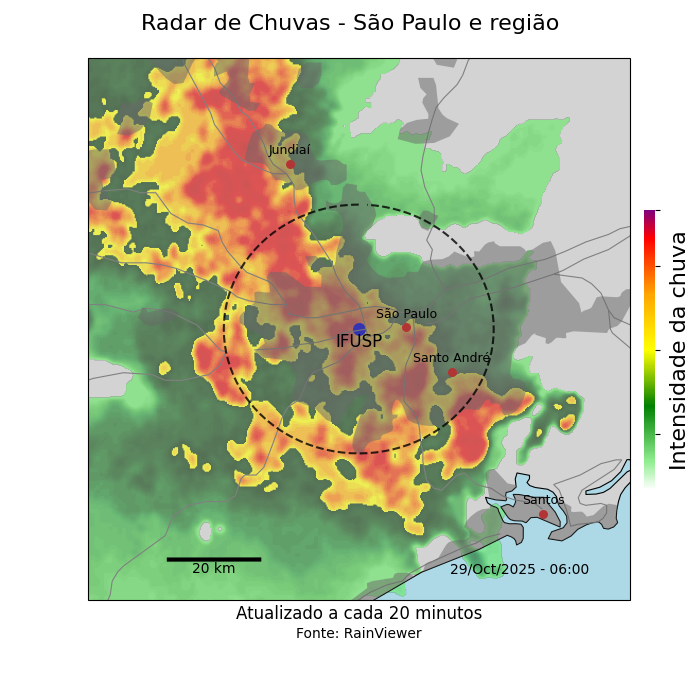 Radar de Chuvas - São Paulo e região
Jundiaí
São Paulo
IFUSP
Santo André
Santos
20 km
29/Oct/2025 - 06:00
Intensidade da chuva
Atualizado a cada 20 minutos
Fonte: RainViewer